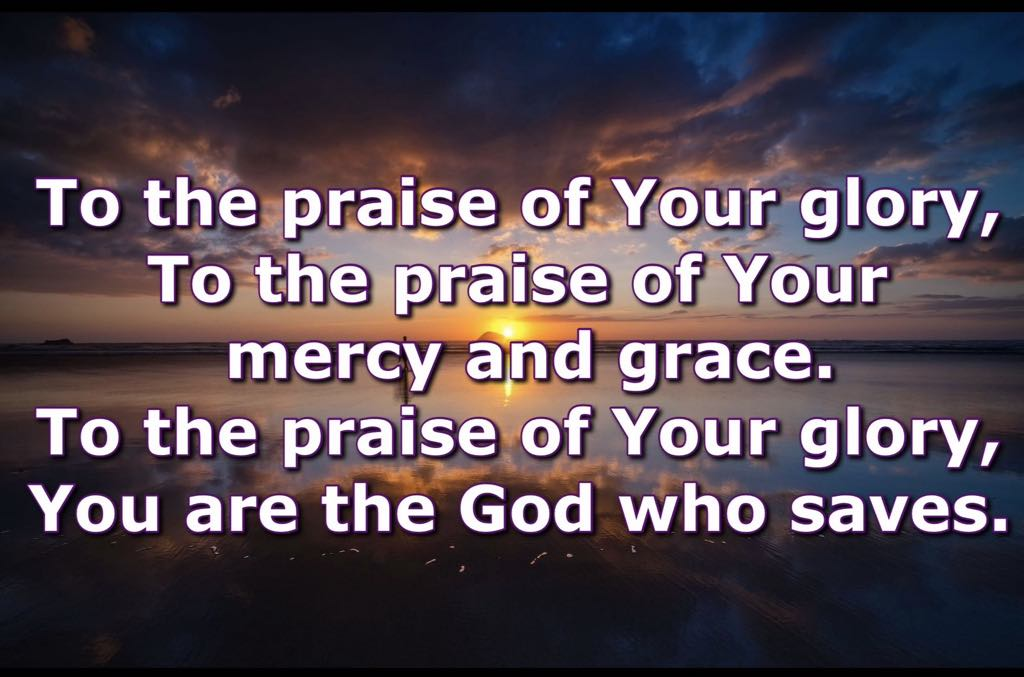 To the praise of Your glory,
To the praise of Your
mercy and grace.
To the praise of Your glory,
You are the God who saves.